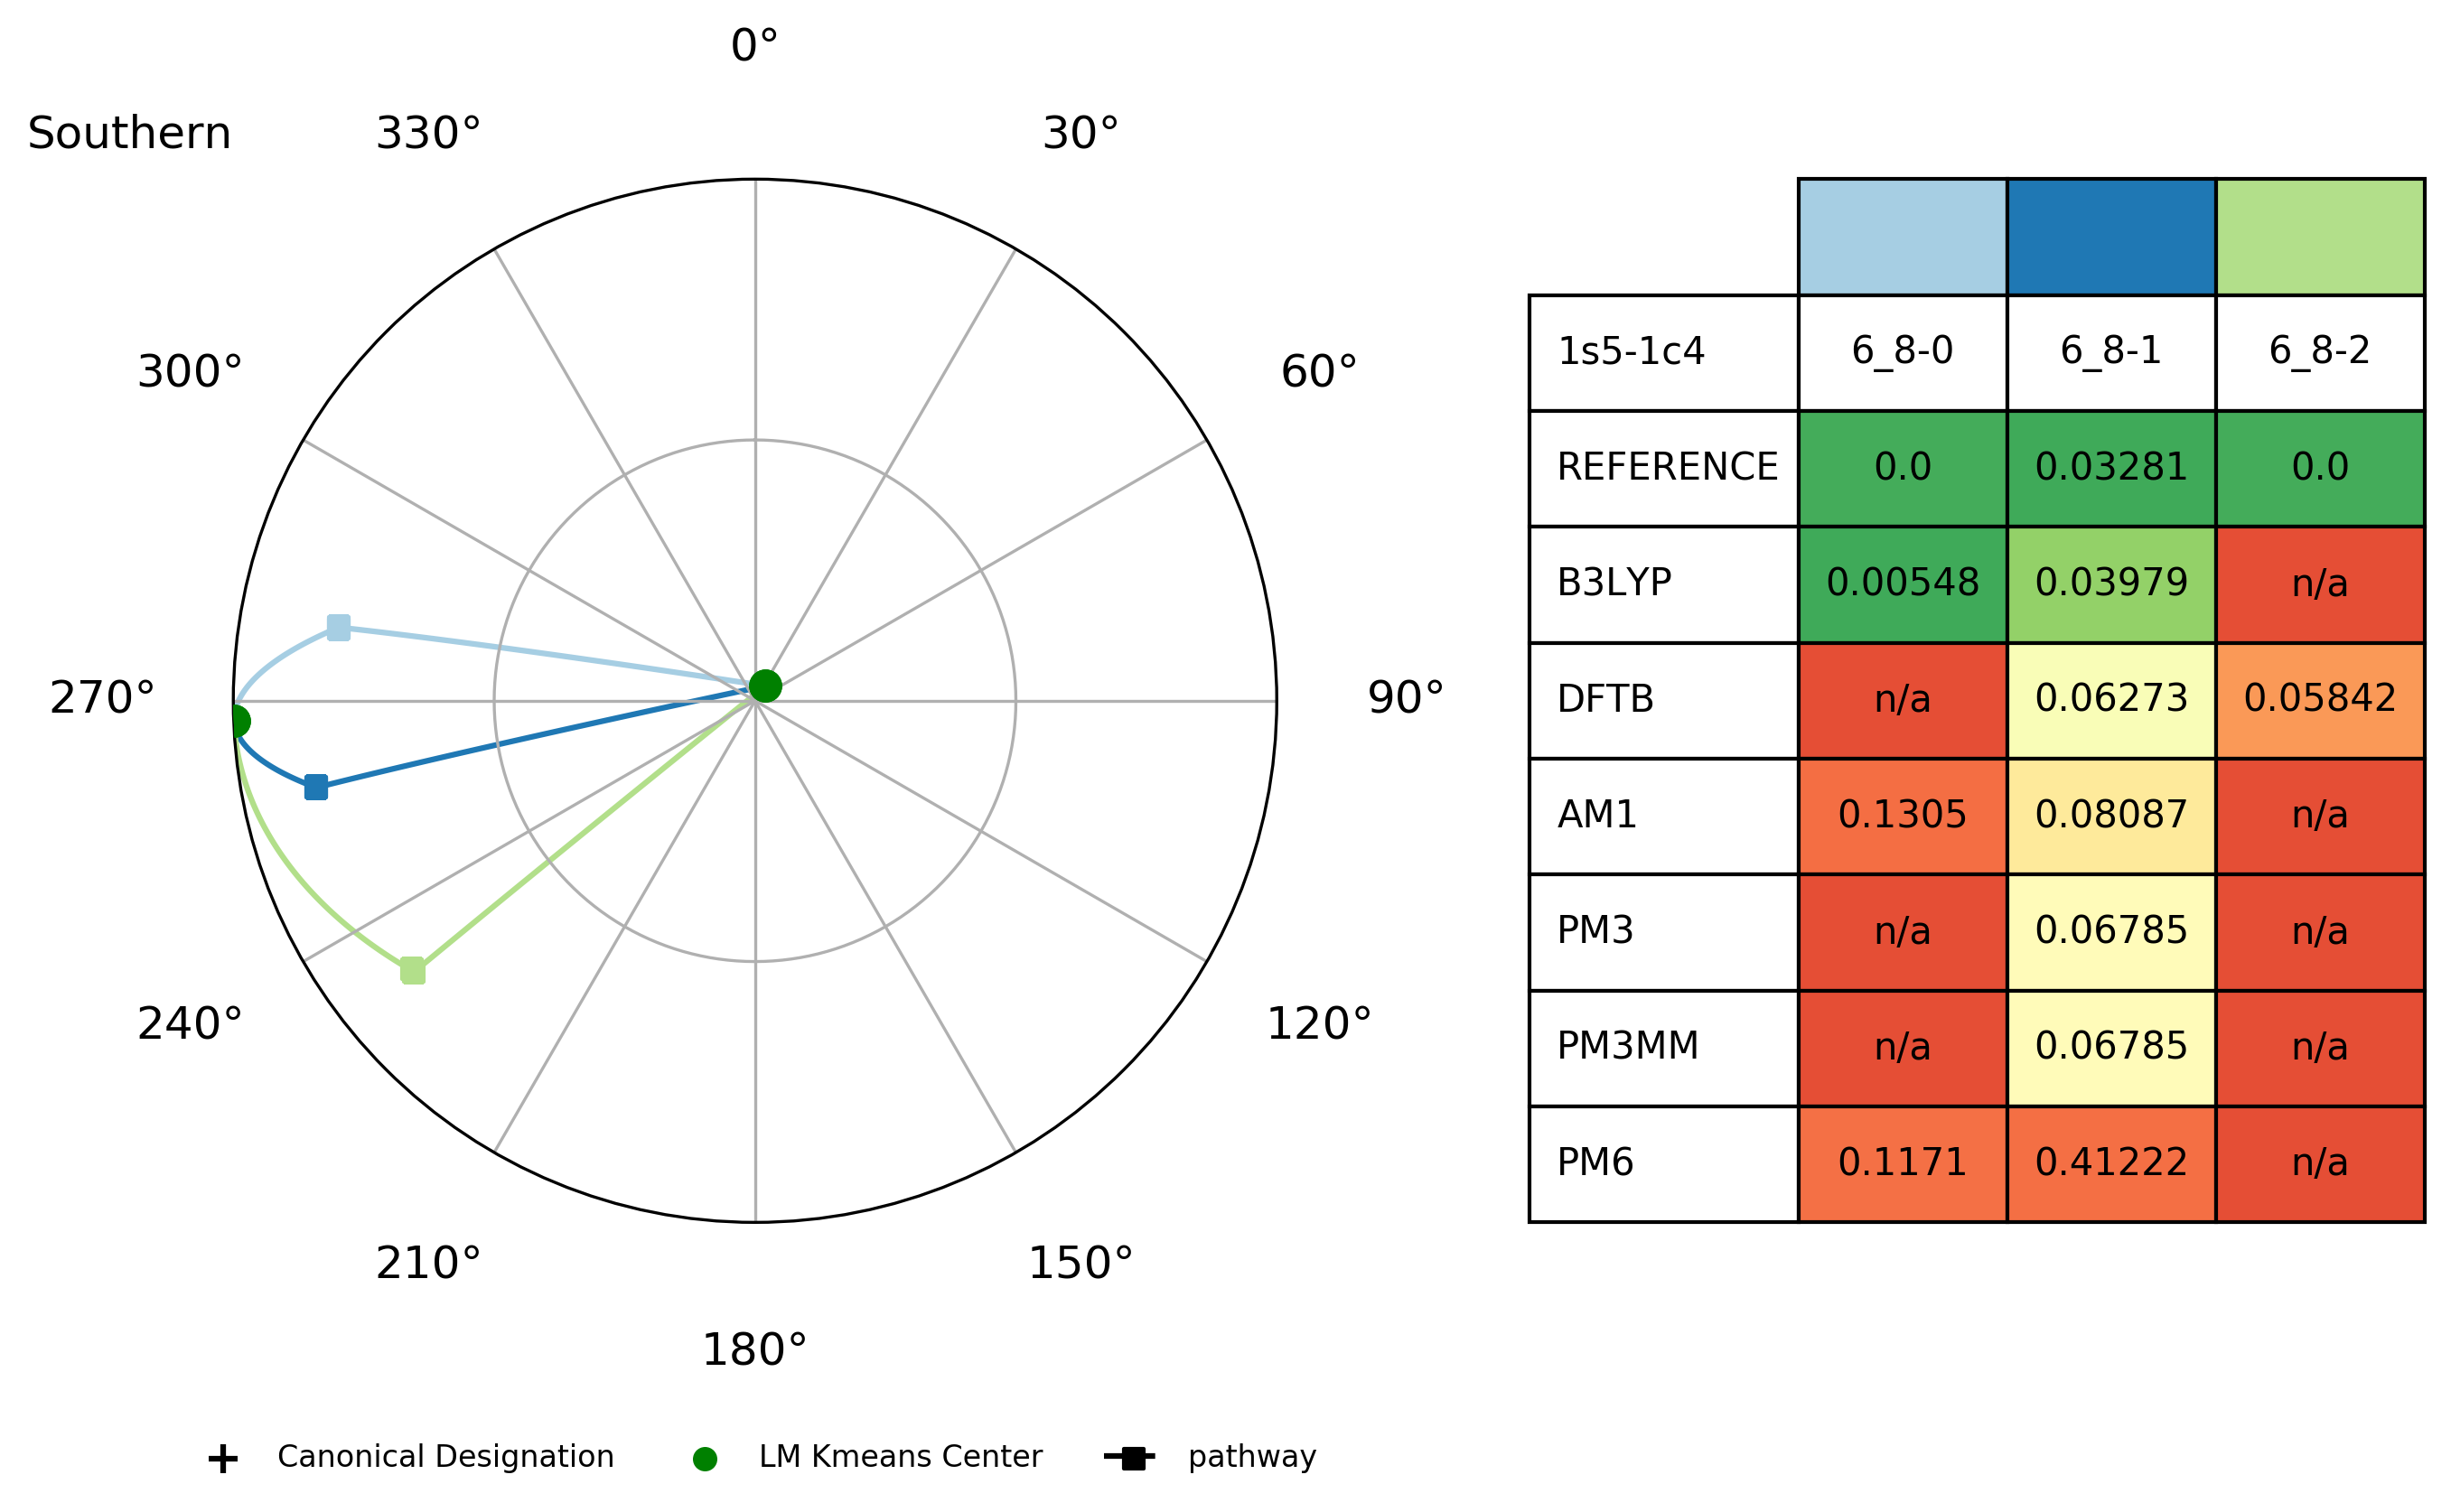 0°
Southern
330°
30°
300°
60°
270°
90°
240°
120°
210°
150°
180°
Canonical Designation
LM Kmeans Center
pathway
1s5-1c4 6_8-0 6_8-1 6_8-2
REFERENCE 0.0 0.03281 0.0
B3LYP 0.00548 0.03979 n/a
DFTB n/a 0.06273 0.05842
AM1 0.1305 0.08087 n/a
PM3 n/a 0.06785 n/a
PM3MM n/a 0.06785 n/a
PM6 0.1171 0.41222 n/a